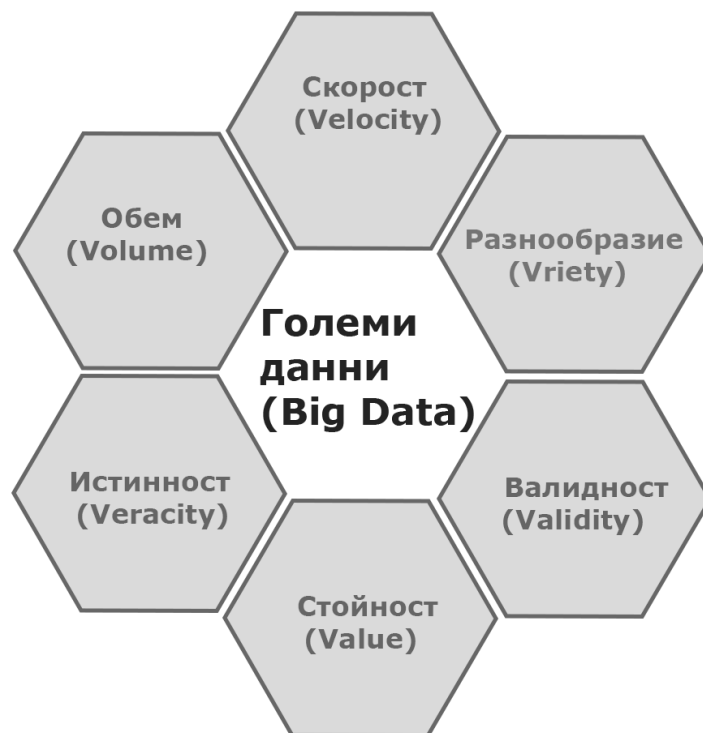 Скорост
(Velocity)
Обем
(Volume)
Разнообразие
(Vriety)
Големи
данни
(Big Data)
Истинност
(Veracity)
Валидност
(Validity)
Стойност
(Value)